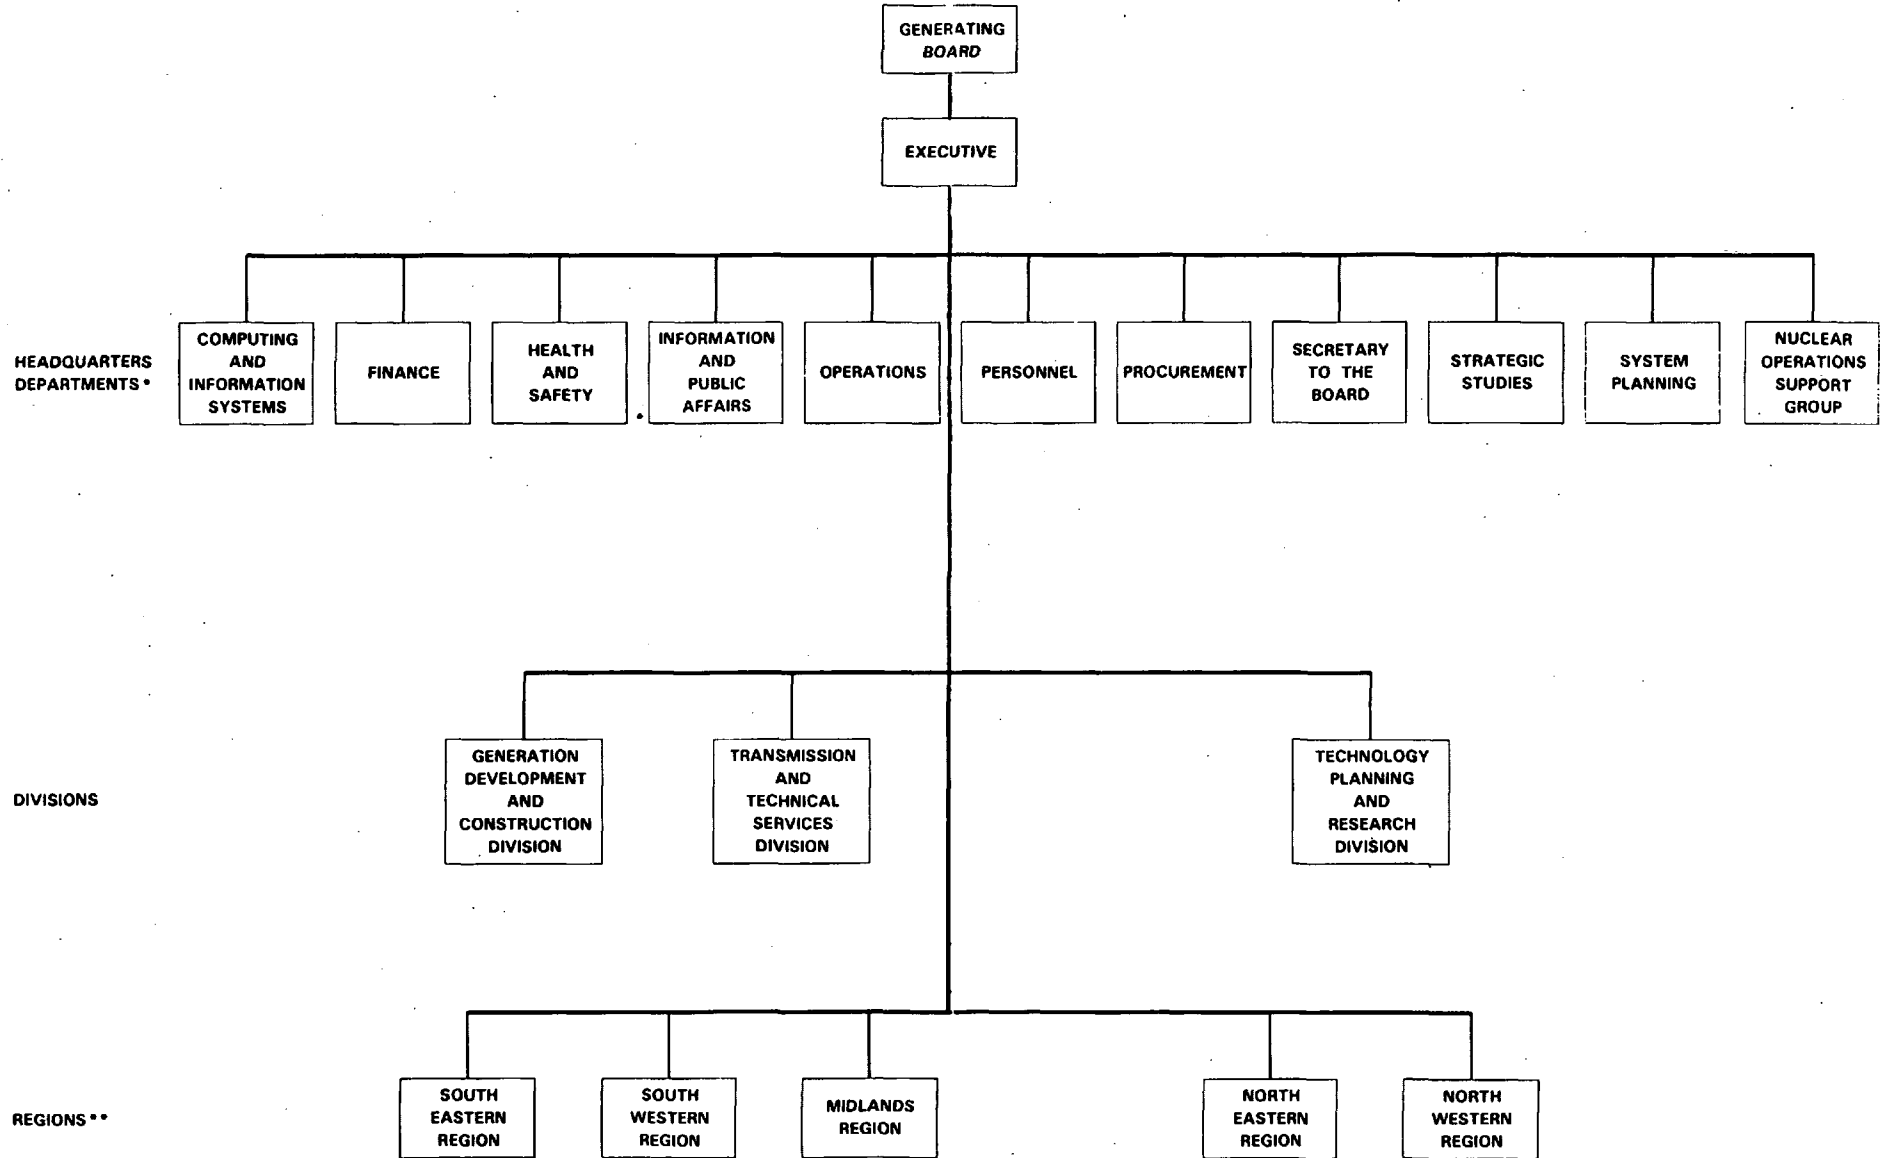 GENERATING
BOARD
EXECUTIVE
HEADQUARTERS
DEPARTMENTS*
COMPUTING
AND
INFORMATION
SYSTEMS
FINANCE
HEALTH
AND
SAFETY
INFORMATION
AND
PUBLIC
AFFAIRS
OPERATIONS
PERSONNEL
PROCUREMENT
SECRETARY
TO THE
BOARD
STRATEGIC
STUDIES
SYSTEM
PLANNING
NUCLEAR
OPERATIONS
SUPPORT
GROUP
DIVISIONS
GENERATION
DEVELOPMENT
AND
CONSTRUCTION
DIVISION
TRANSMISSION
AND
TECHNICAL
SERVICES
DIVISION
TECHNOLOGY
PLANNING
AND
RESEARCH
DIVISION
REGIONS**
SOUTH
EASTERN
REGION
SOUTH
WESTERN
REGION
MIDLANDS
REGION
NORTH
EASTERN
REGION
NORTH
WESTERN
REGION